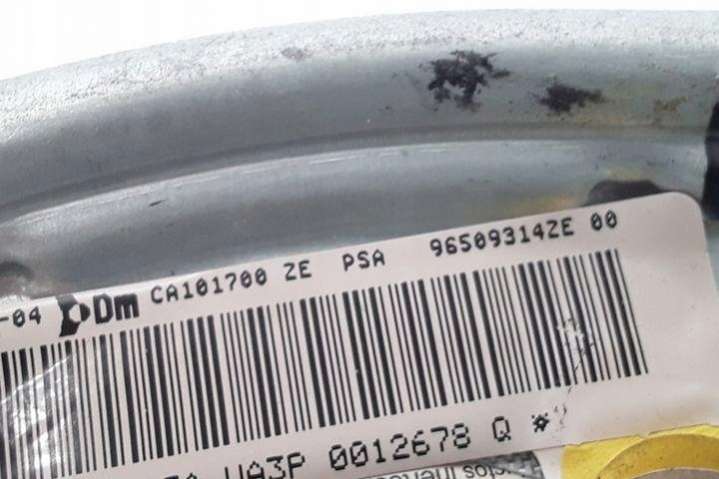 -04 Dm CA101700 ZE PSA 96509314ZE 00
UA3P 0012678 Q *